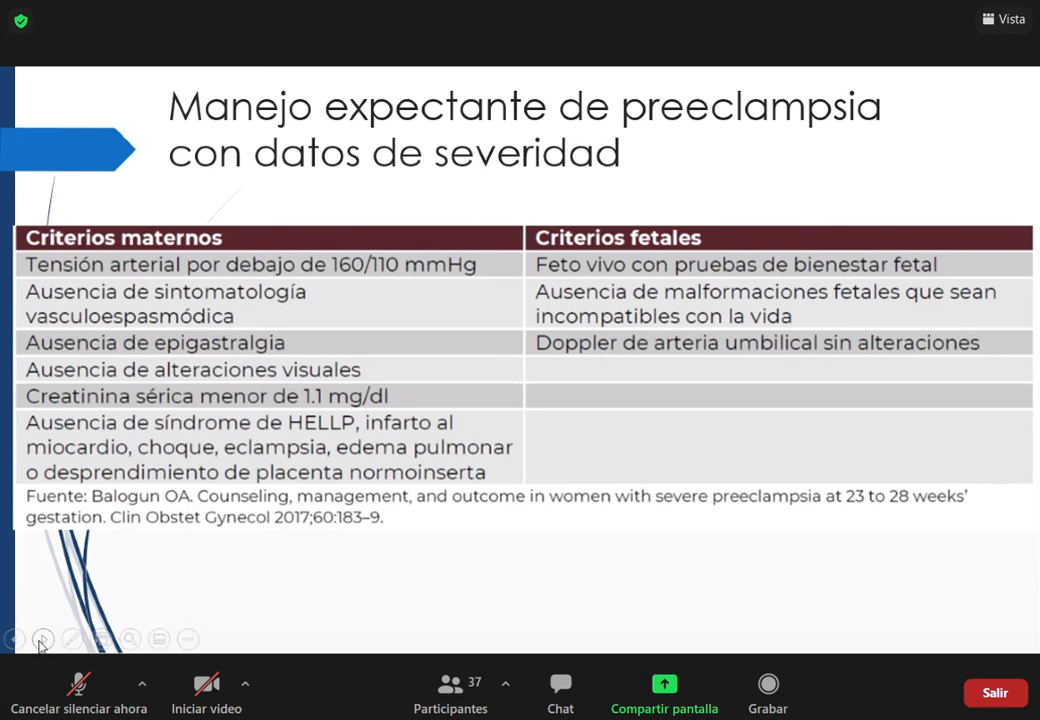 Vista
Manejo expectante de preeclampsia
con datos de severidad
Criterios maternos
Criterios fetales
Tensión arterial por debajo de 160/110 mmHg
Feto vivo con pruebas de bienestar fetal
Ausencia de sintomatología
vasculoespasmódica
Ausencia de malformaciones fetales que sean
incompatibles con la vida
Ausencia de epigastralgia
Doppler de arteria umbilical sin alteraciones
Ausencia de alteraciones visuales
Creatinina sérica menor de 1.1 mg/dl
Ausencia de síndrome de HELLP, infarto al
miocardio, choque, eclampsia, edema pulmonar
o desprendimiento de placenta normoinserta
Fuente: Balogun OA. Counseling, management, and outcome in women with severe preeclampsia at 23 to 28 weeks’
gestation. Clin Obstet Gynecol 2017;60:183–9.
Cancelar silenciar ahora
Iniciar video
37
Participantes
Chat
Compartir pantalla
Grabar
Salir